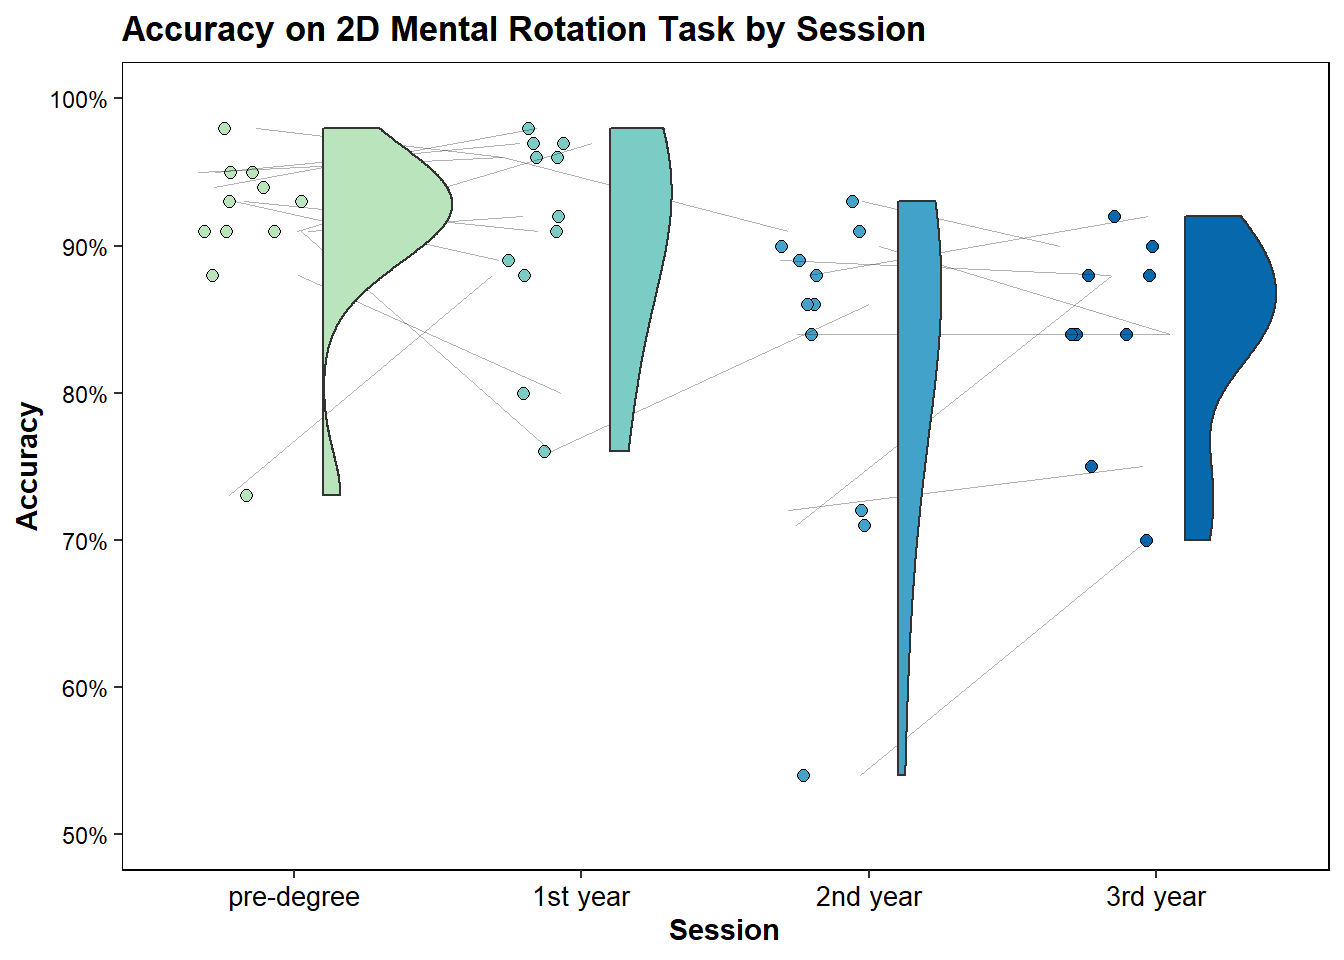 Accuracy on 2D Mental Rotation Task by Session
100%
90%
80%
70%
60%
50%
Accuracy
pre-degree
1st year
2nd year
3rd year
Session